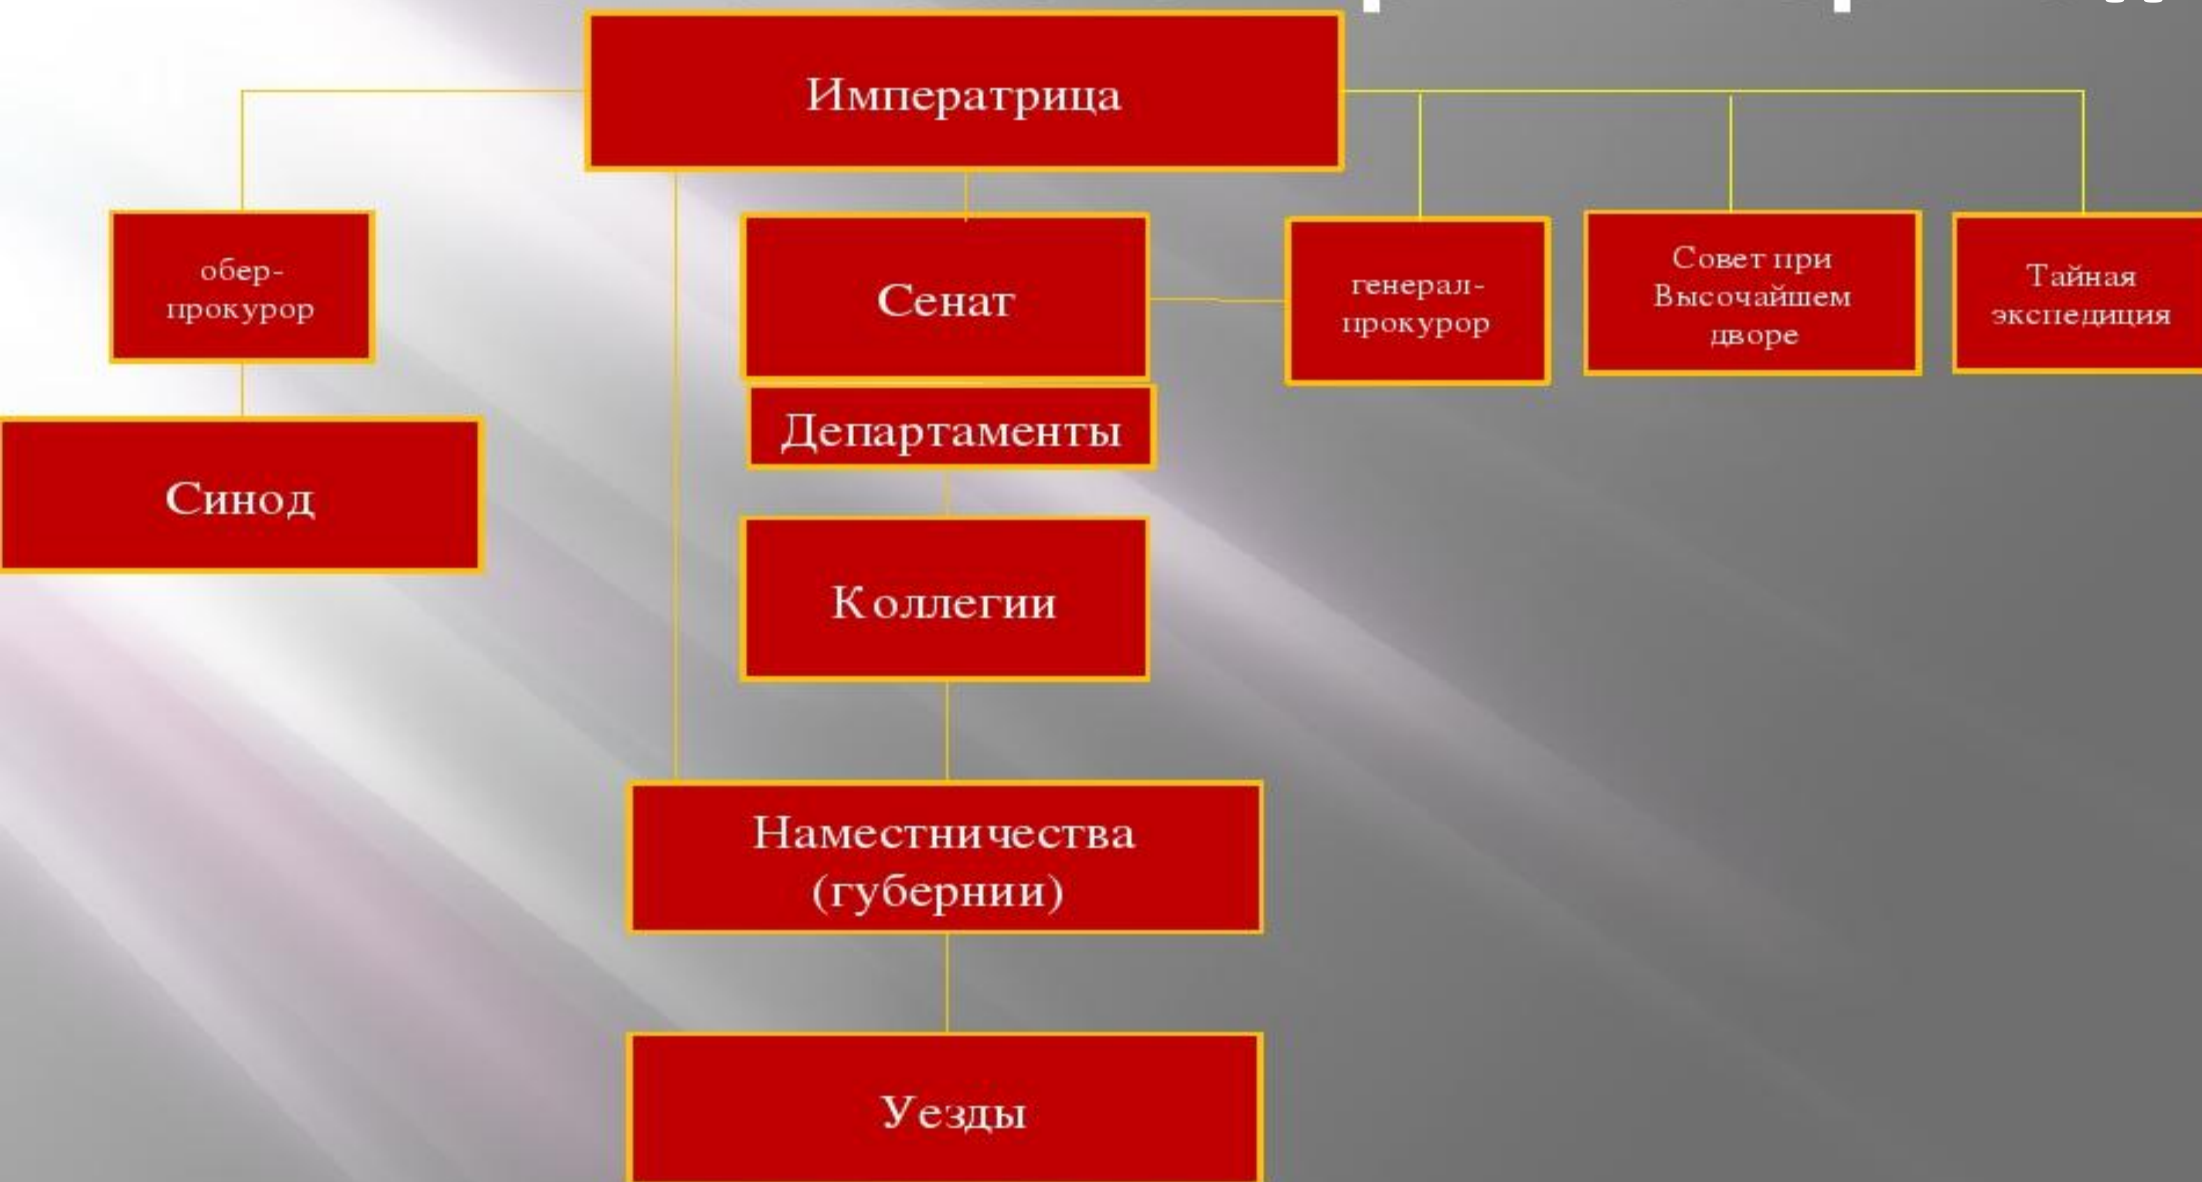 Императрица
обер-
прокурор
Сенат
генерал-
прокурор
Совет при
Высочайшем
дворе
Тайная
экспедиция
Департаменты
Синод
Коллегии
Наместничества
(губернии)
Уезды